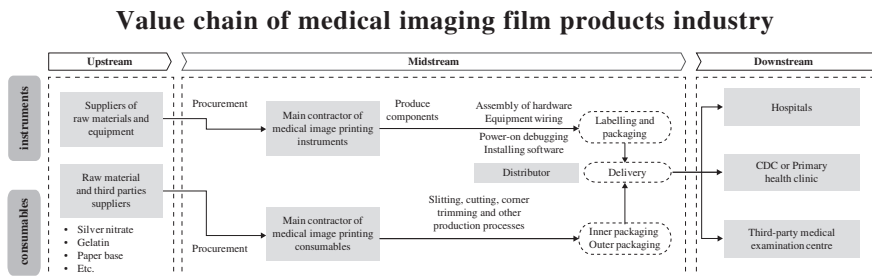 Value chain of medical imaging film products industry
Upstream
Midstream
Downstream
instruments
Suppliers of
raw materials and
equipment
Procurement
Main contractor of
medical image printing
instruments
Produce
components
Assembly of hardware
Equipment wiring
Power-on debugging
Installing software
Labelling and
packaging
Hospitals
Distributor
Delivery
CDC or Primary
health clinic
consumables
Raw material
and third parties
suppliers
• Silver nitrate
• Gelatin
• Paper base
• Etc.
Procurement
Main contractor of
medical image printing
consumables
Slitting, cutting, corner
trimming and other
production processes
Inner packaging
Outer packaging
Third-party medical
examination centre